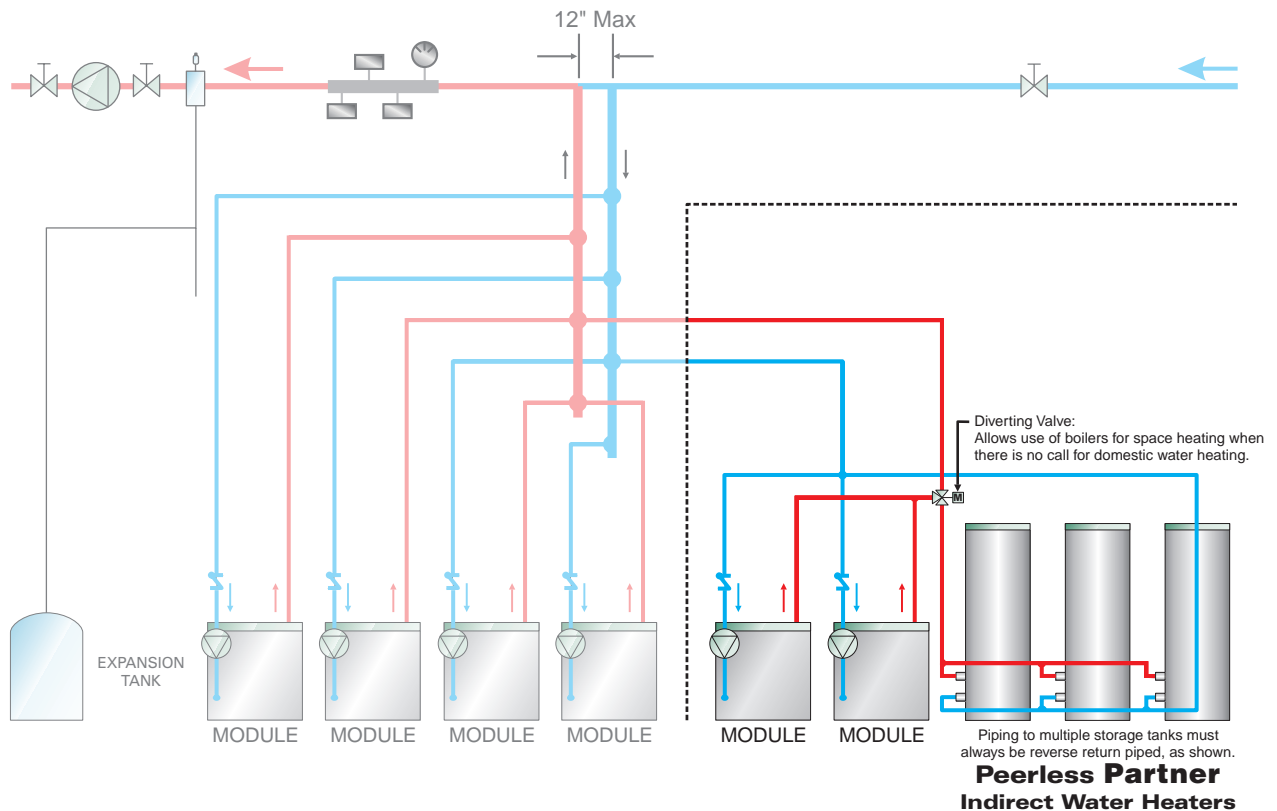 12" Max
Diverting Valve:
Allows use of boilers for space heating when
there is no call for domestic water heating.
M
EXPANSION
TANK
MODULE
MODULE
MODULE
MODULE
MODULE
MODULE
Piping to multiple storage tanks must
always be reverse return piped, as shown.
Peerless Partner
Indirect Water Heaters